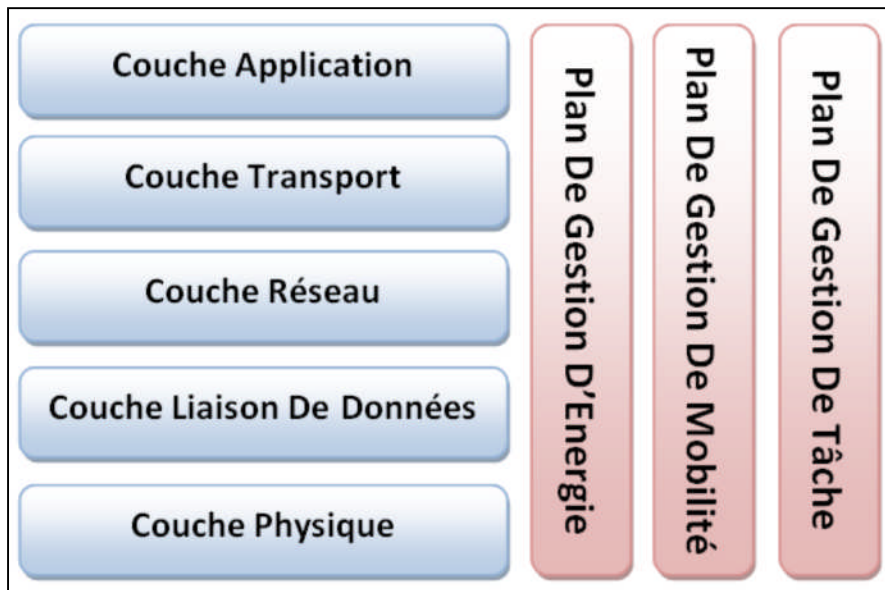 Couche Application
Couche Transport
Couche Réseau
Couche Liaison De Données
Couche Physique
Plan De Gestion D'Energie
Plan De Gestion De Mobilité
Plan De Gestion De Tâche